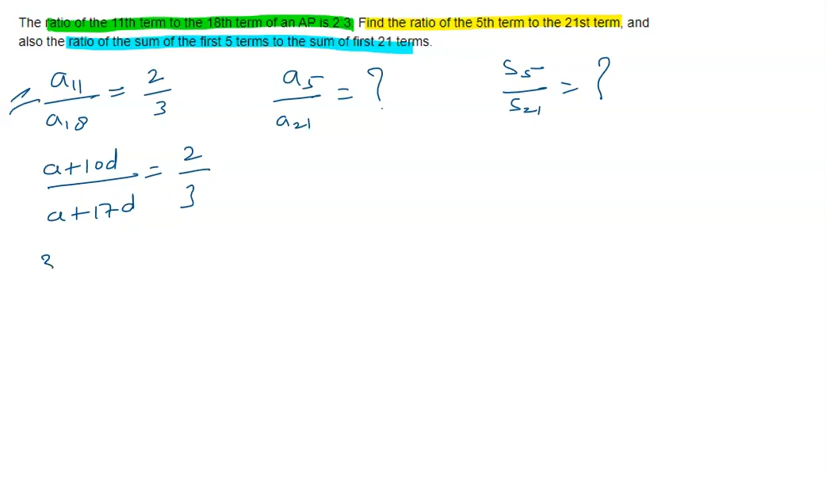 The ratio of the 11th term to the 18th term of an AP is 2:3. Find the ratio of the 5th term to the 21st term, and
also the ratio of the sum of the first 5 terms to the sum of first 21 terms.
a11/a18 = 2/3
a5/a21 = ?
S5/S21 = ?
a+10d/a+17d = 2/3
3